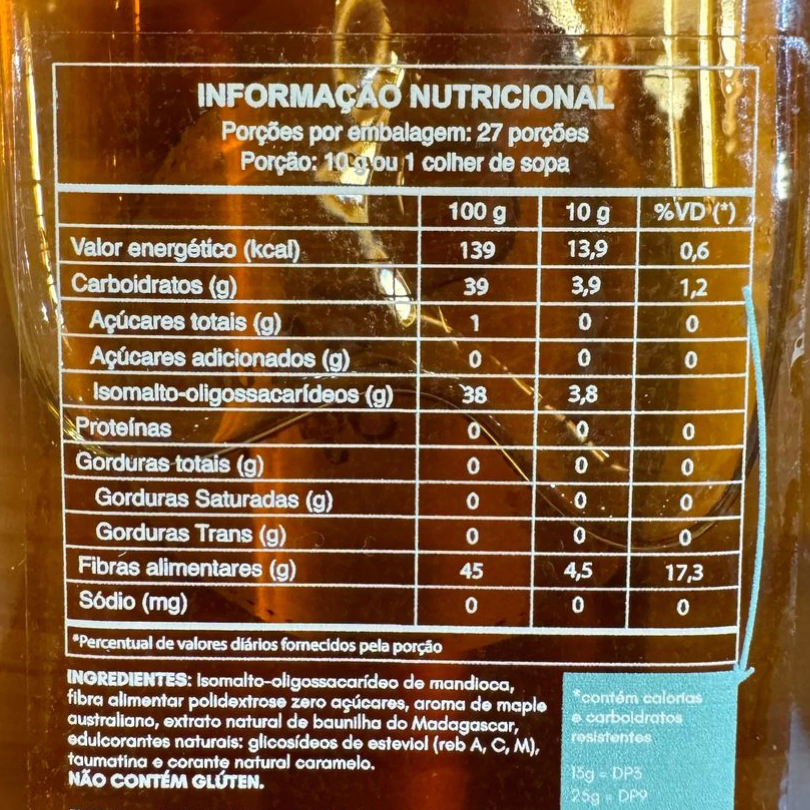 INFORMAÇÃO NUTRICIONAL
Porções por embalagem: 27 porções
Porção: 10 g ou 1 colher de sopa
100 g 10 g %VD (*)
Valor energético (kcal) 139 13,9 0,6
Carboidratos (g) 39 3,9 1,2
Açúcares totais (g) 1 0 0
Açúcares adicionados (g) 0 0 0
Isomalto-oligossacarídeos (g) 38 3,8
Proteínas 0 0 0
Gorduras totais (g) 0 0 0
Gorduras Saturadas (g) 0 0 0
Gorduras Trans (g) 0 0 0
Fibras alimentares (g) 45 4,5 17,3
Sódio (mg) 0 0 0
*Percentual de valores diários fornecidos pela porção
INGREDIENTES: Isomalto-oligossacarídeo de mandioca,
fibra alimentar polidextrose zero açúcares, aroma de maple
australiano, extrato natural de baunilha do Madagascar,
edulcorantes naturais: glicosídeos de esteviol (reb A, C, M),
taumatina e corante natural caramelo.
NÃO CONTÉM GLÚTEN.
*contém calorias
e carboidratos
resistentes
15g = DP3
25g = DP9